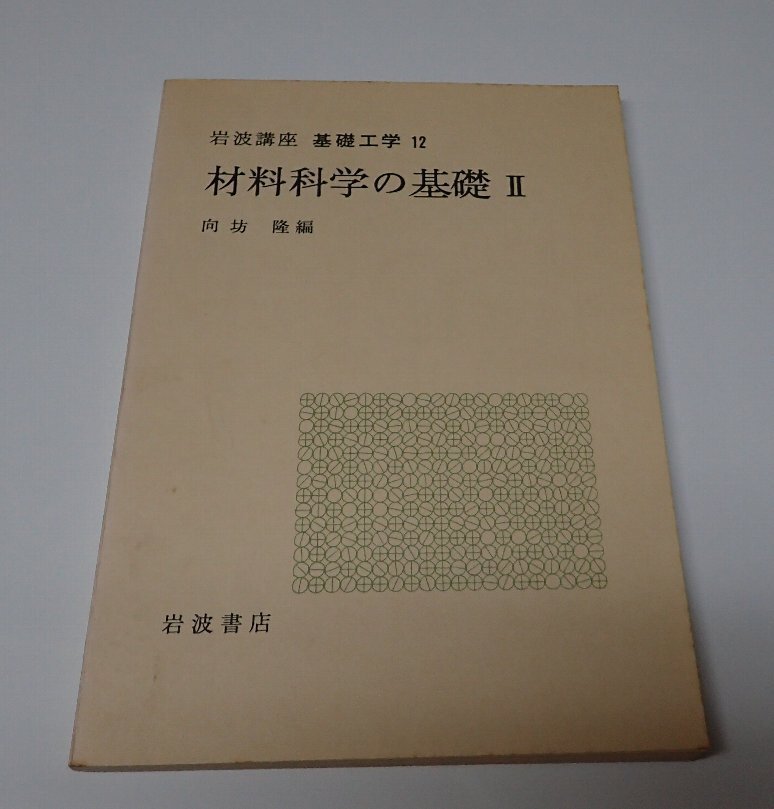 岩波講座 基礎工学 12
材料科学の基礎 II
向坊 隆編
岩波書店